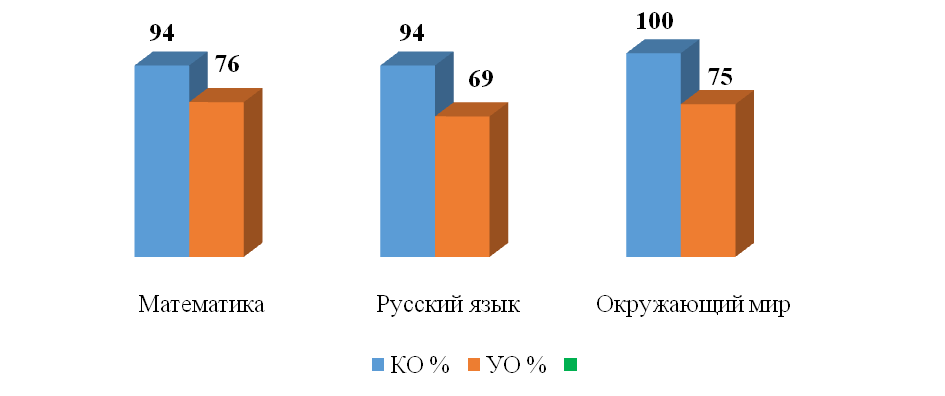 94 76 94 69 100 75
Математика Русский язык Окружающий мир
КО % УО %